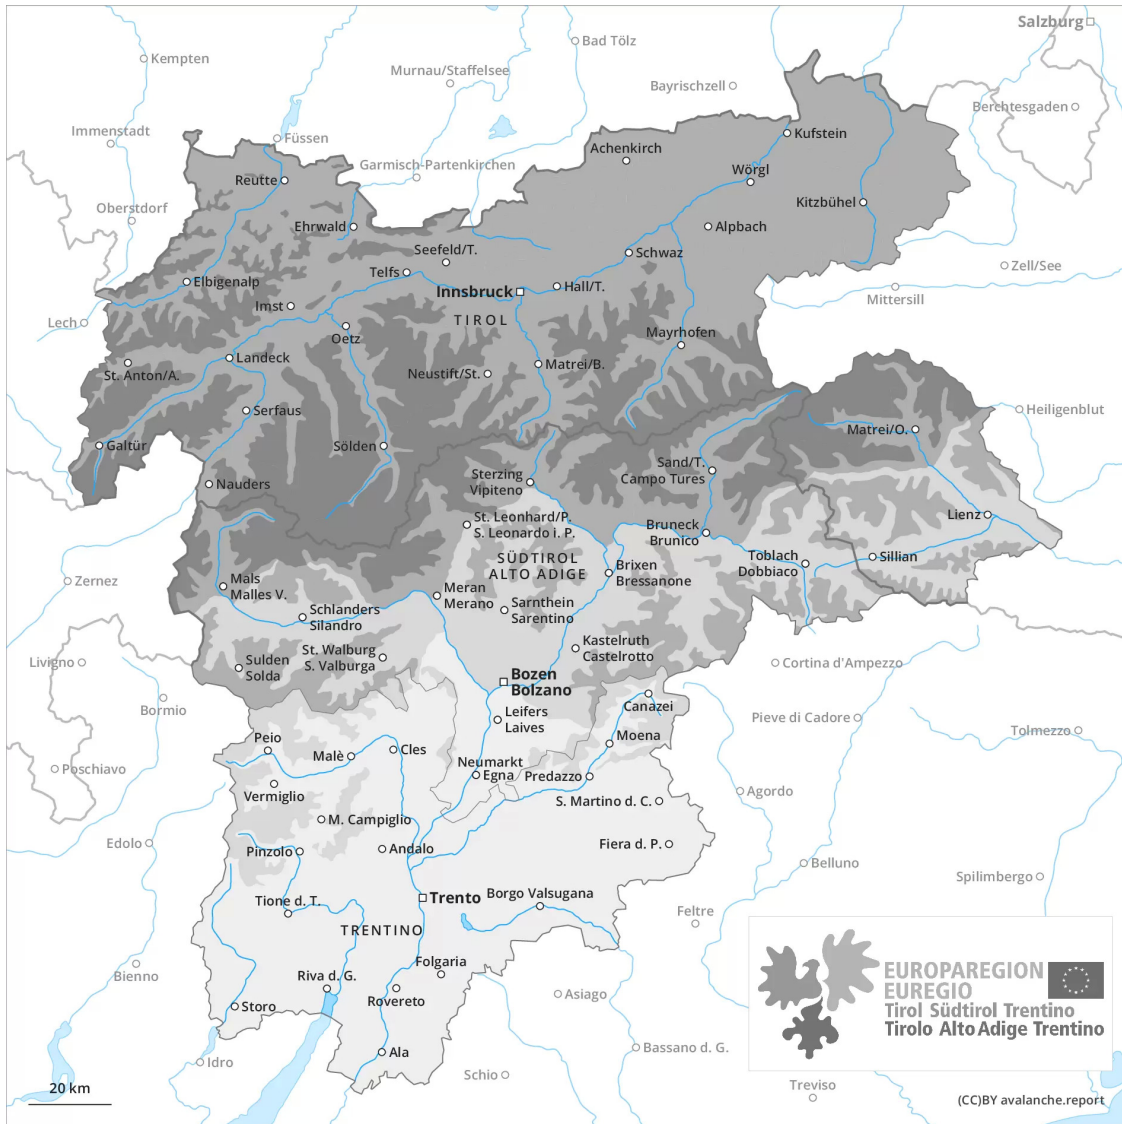 Salzburg
Bad Tölz
Kempten
Murnau/Staffelsee
Bayrischzell
Berchtesgaden
Immenstadt
Füssen
Kufstein
Achenkirch
Garmisch-Partenkirchen
Wörgl
Reutte
Kitzbühel
Oberstdorf
Ehrwald
Alpbach
Seefeld/T.
Schwaz
Zell/See
Telfs
Elbigenalp
Hall/T.
Innsbruck
Mittersill
Imst
TIROL
Lech
Oetz
Mayrhofen
Landeck
Matrei/B.
St. Anton/A.
Neustift/St.
Serfaus
Heiligenblut
Matrei/O.
Galtür
Sölden
Sand/T.
Campo Tures
Sterzing
Vipiteno
Nauders
Lienz
St. Leonhard/P.
S. Leonardo i. P.
Bruneck
Brunico
SÜDTIROL
ALTO ADIGE
Toblach
Dobbiaco
Sillian
Brixen
Bressanone
Zernez
Mals
Malles V.
Meran
Merano
Sarnthein
Sarentino
Schlanders
Silandro
Kastelruth
Castelrotto
St. Walburg
S. Valburga
Livigno
Sulden
Solda
Cortina d'Ampezzo
Bozen
Bolzano
Bormio
Canazei
Leifers
Laives
Pieve di Cadore
Tolmezzo
Peio
Moena
Malè
Cles
Neumarkt
Egna
Predazzo
Poschiavo
Vermiglio
Agordo
S. Martino d. C.
M. Campiglio
Edolo
Fiera d. P.
Pinzolo
Andalo
Belluno
Spilimbergo
Tione d. T.
Trento
Borgo Valsugana
Feltre
TRENTINO
Folgaria
Bienno
Riva d. G.
Rovereto
Asiago
Storo
EUROPAREGION
EUREGIO
Tirol Südtirol Trentino
Tirolo Alto Adige Trentino
Ala
Bassano d. G.
Idro
Schio
Treviso
20 km
(CC)BY avalanche.report